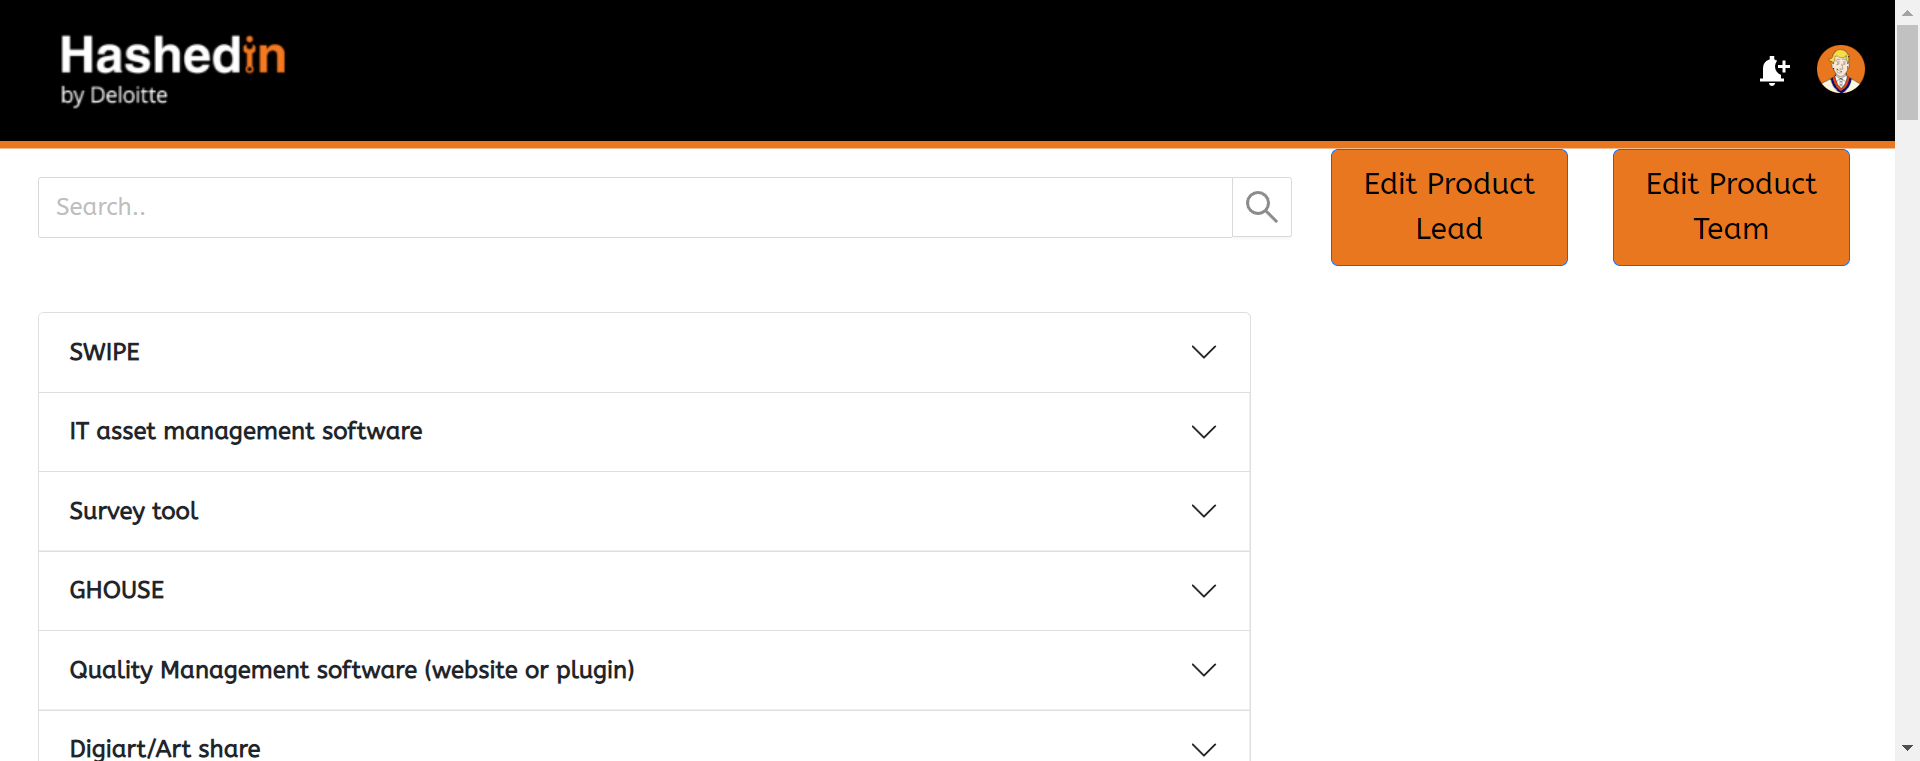 Hashedin
by Deloitte
Search..
Edit Product
Lead
Edit Product
Team
SWIPE
IT asset management software
Survey tool
GHOUSE
Quality Management software (website or plugin)
Digiart/Art share